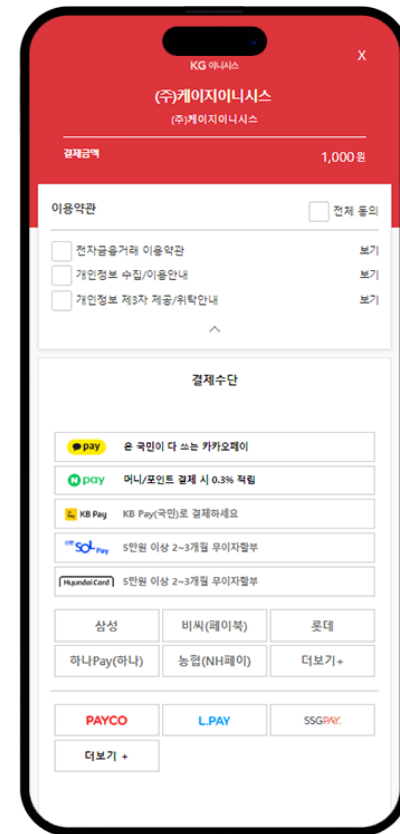 KG 이니시스
X
(주)케이지이니시스
(주)케이지이니시스
결제금액 1,000원
이용약관 전체 동의
전자금융거래 이용약관 보기
개인정보 수집/이용안내 보기
개인정보 제3자 제공/위탁안내 보기
결제수단
pay 온 국민이 다 쓰는 카카오페이
N pay 머니/포인트 결제 시 0.3% 적립
KB Pay KB Pay(국민)로 결제하세요
신한 SOL Pay 5만원 이상 2~3개월 무이자할부
Hyundai Card 5만원 이상 2~3개월 무이자할부
삼성 비씨(페이북) 롯데
하나Pay(하나) 농협(NH페이) 더보기+
PAYCO L.PAY SSGPAY.
더보기 +